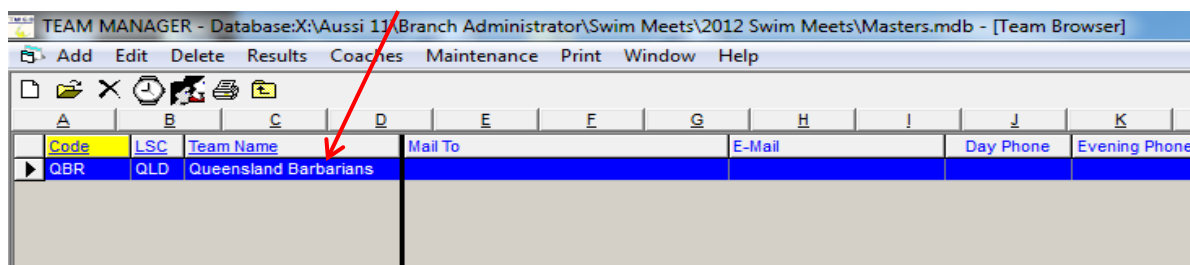 TEAM MANAGER - Database:X:\Aussi 11\Branch Administrator\Swim Meets\2012 Swim Meets\Masters.mdb - [Team Browser]
Add Edit Delete Results Coaches Maintenance Print Window Help
A B C D E F G H I J K
Code LSC Team Name Mail To E-Mail Day Phone Evening Phone
QBR QLD Queensland Barbarians